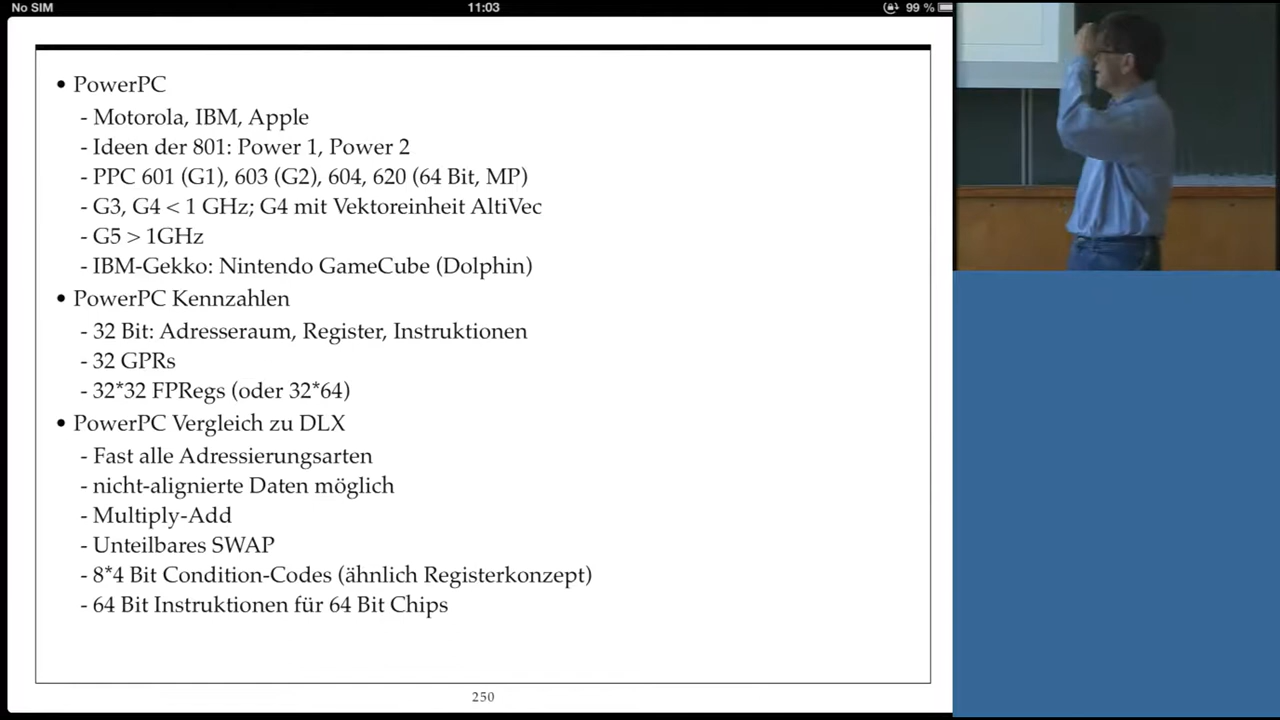 No SIM 11:03 99 %
• PowerPC
- Motorola, IBM, Apple
- Ideen der 801: Power 1, Power 2
- PPC 601 (G1), 603 (G2), 604, 620 (64 Bit, MP)
- G3, G4 < 1 GHz; G4 mit Vektoreinheit AltiVec
- G5 > 1GHz
- IBM-Gekko: Nintendo GameCube (Dolphin)
• PowerPC Kennzahlen
- 32 Bit: Adresseraum, Register, Instruktionen
- 32 GPRs
- 32*32 FPRegs (oder 32*64)
• PowerPC Vergleich zu DLX
- Fast alle Adressierungsarten
- nicht-alignierte Daten möglich
- Multiply-Add
- Unteilbares SWAP
- 8*4 Bit Condition-Codes (ähnlich Registerkonzept)
- 64 Bit Instruktionen für 64 Bit Chips
250